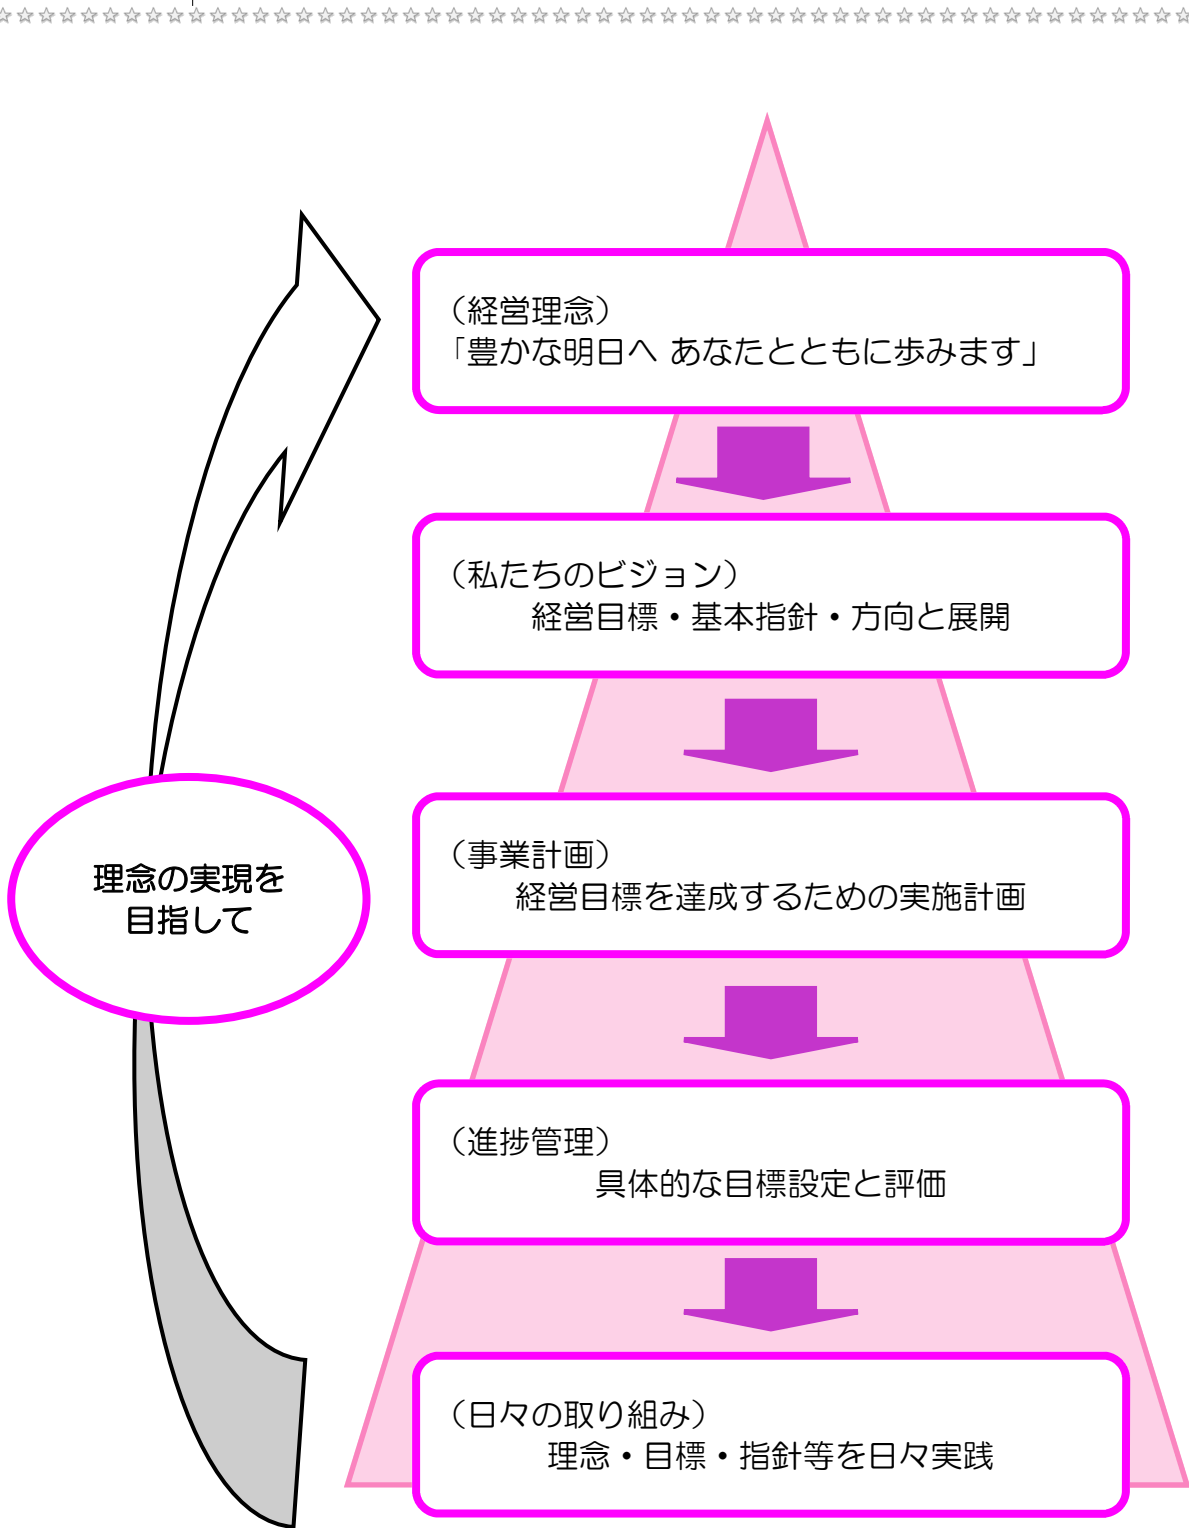 （経営理念）
「豊かな明日へ あなたとともに歩みます」
（私たちのビジョン）
経営目標・基本指針・方向と展開
（事業計画）
経営目標を達成するための実施計画
理念の実現を
目指して
（進捗管理）
具体的な目標設定と評価
（日々の取り組み）
理念・目標・指針等を日々実践